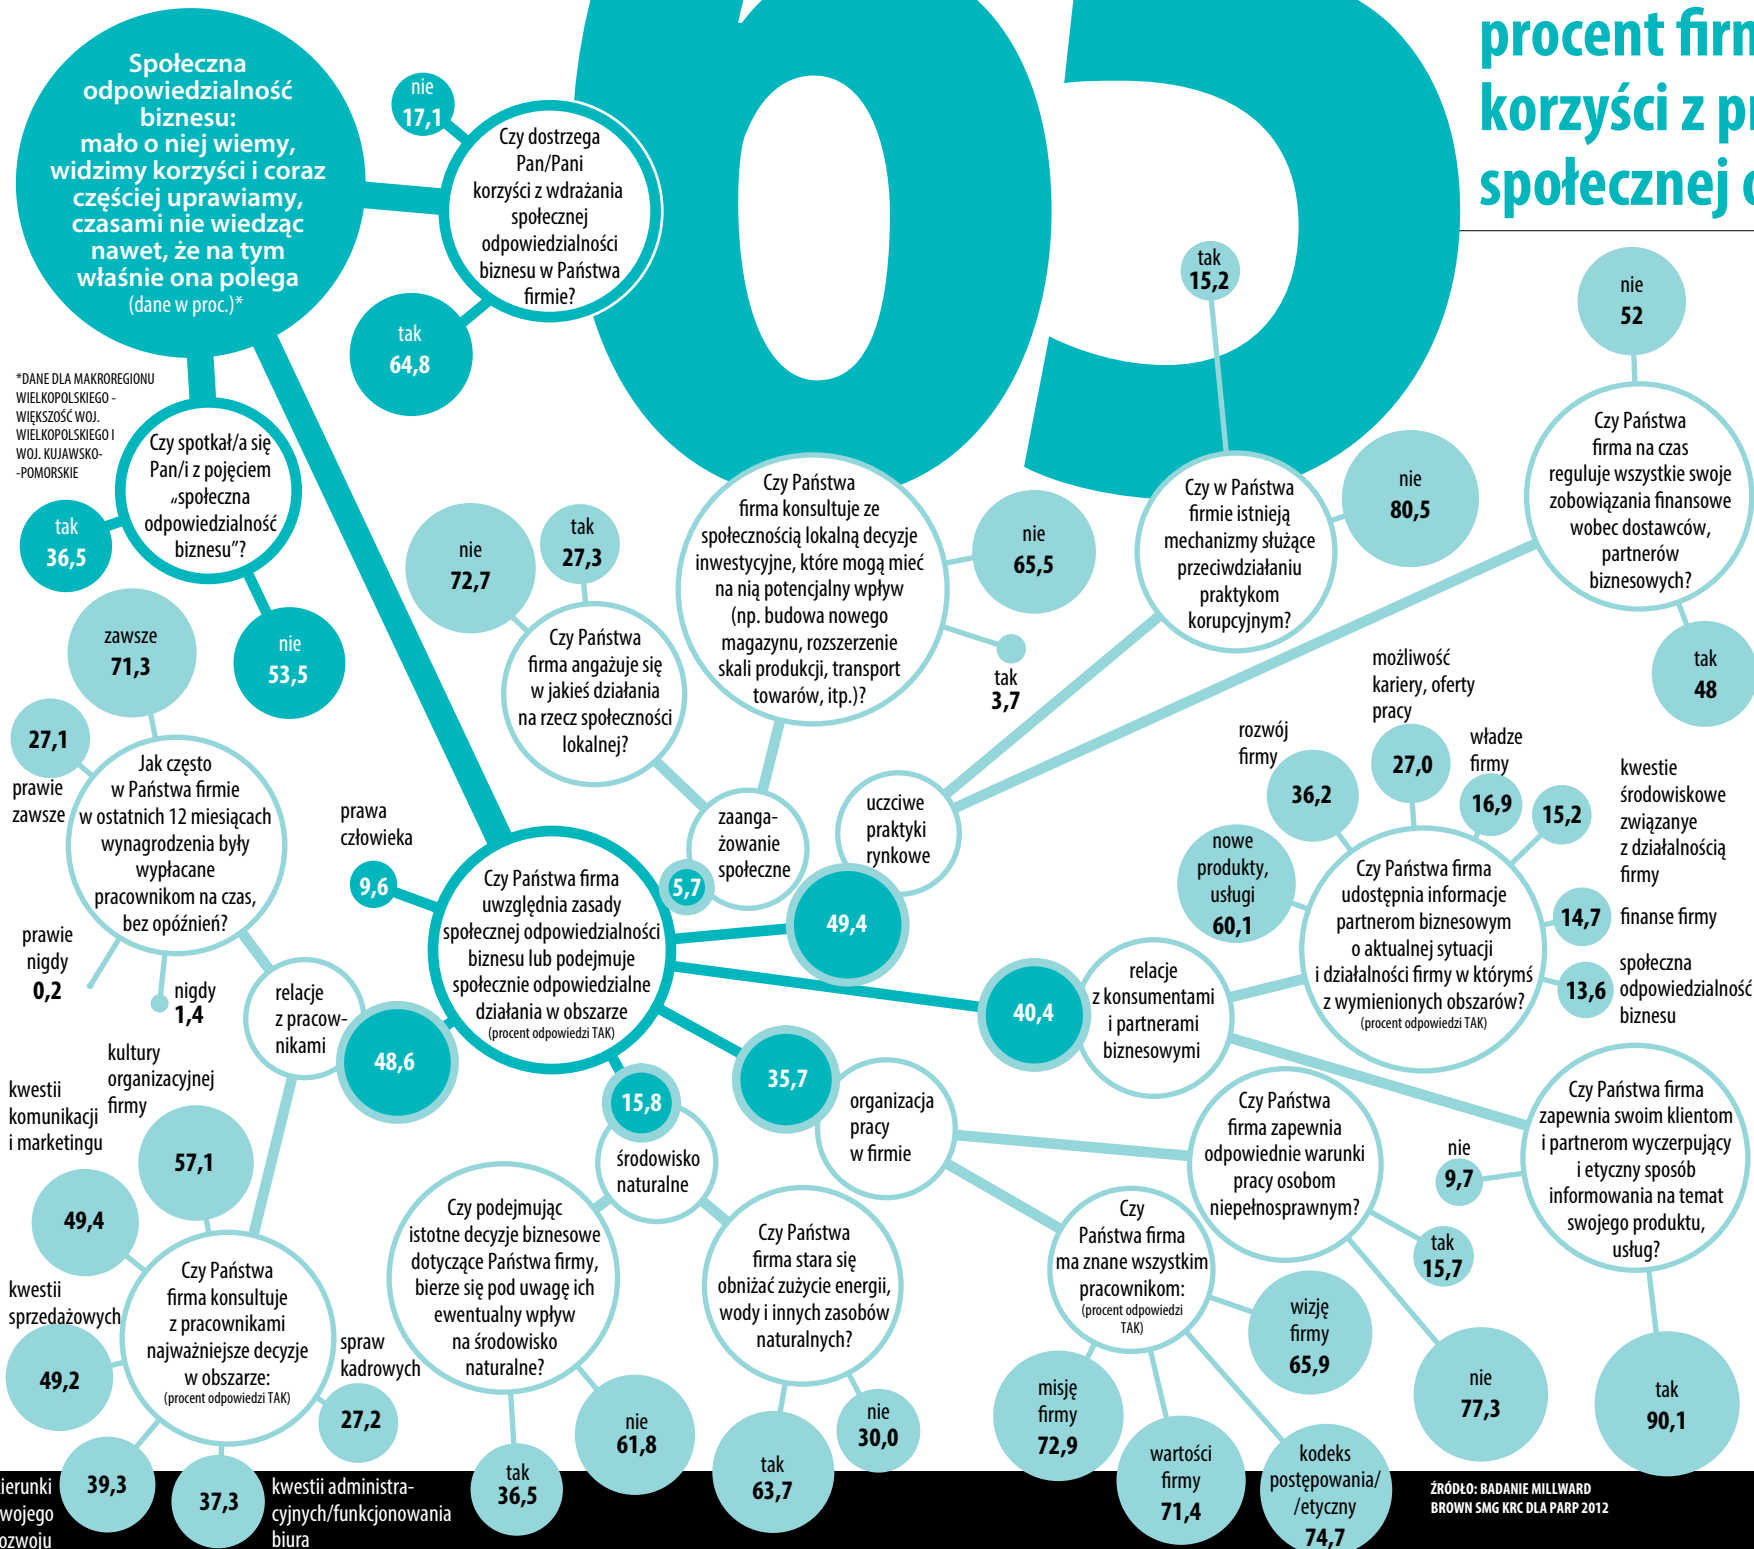 65
procent firm
korzyści z pr
społecznej o
Społeczna
odpowiedzialność
biznesu:
mało o niej wiemy,
widzimy korzyści i coraz
częściej uprawiamy,
czasami nie wiedząc
nawet, że na tym
właśnie ona polega
(dane w proc.)*
*DANE DLA MAKROREGIONU
WIELKOPOLSKIEGO -
WIĘKSZOŚĆ WOJ.
WIELKOPOLSKIEGO I
WOJ. KUJAWSKO-
-POMORSKIE
nie
17,1
Czy dostrzega
Pan/Pani
korzyści z wdrażania
społecznej
odpowiedzialności
biznesu w Państwa
firmie?
tak
64,8
Czy spotkał/a się
Pan/i z pojęciem
„społeczna
odpowiedzialność
biznesu”?
tak
36,5
nie
53,5
nie
72,7
tak
27,3
Czy Państwa
firma angażuje się
w jakieś działania
na rzecz społeczności
lokalnej?
Czy Państwa
firma konsultuje ze
społecznością lokalną decyzje
inwestycyjne, które mogą mieć
na nią potencjalny wpływ
(np. budowa nowego
magazynu, rozszerzenie
skali produkcji, transport
towarów, itp.)?
nie
65,5
tak
3,7
tak
15,2
Czy w Państwa
firmie istnieją
mechanizmy służące
przeciwdziałaniu
praktykom
korupcyjnym?
nie
80,5
nie
52
Czy Państwa
firma na czas
reguluje wszystkie swoje
zobowiązania finansowe
wobec dostawców,
partnerów
biznesowych?
tak
48
zawsze
71,3
27,1
prawie
zawsze
Jak często
w Państwa firmie
w ostatnich 12 miesiącach
wynagrodzenia były
wypłacane
pracownikom na czas,
bez opóźnień?
prawie
nigdy
0,2
nigdy
1,4
relacje
z pracow-
nikami
48,6
prawa
człowieka
9,6
Czy Państwa firma
uwzględnia zasady
społecznej odpowiedzialności
biznesu lub podejmuje
społecznie odpowiedzialne
działania w obszarze
(procent odpowiedzi TAK)
zaanga-
żowanie
społeczne
5,7
uczciwe
praktyki
rynkowe
49,4
40,4
relacje
z konsumentami
i partnerami
biznesowymi
35,7
organizacja
pracy
w firmie
15,8
środowisko
naturalne
nowe
produkty,
usługi
60,1
rozwój
firmy
36,2
możliwość
kariery, oferty
pracy
27,0
władze
firmy
16,9
15,2
kwestie
środowiskowe
związanye
z działalnością
firmy
14,7
finanse firmy
13,6
społeczna
odpowiedzialność
biznesu
Czy Państwa firma
udostępnia informacje
partnerom biznesowym
o aktualnej sytuacji
i działalności firmy w którymś
z wymienionych obszarów?
(procent odpowiedzi TAK)
Czy Państwa firma
zapewnia swoim klientom
i partnerom wyczerpujący
i etyczny sposób
informowania na temat
swojego produktu,
usług?
nie
9,7
tak
90,1
Czy Państwa
firma zapewnia
odpowiednie warunki
pracy osobom
niepełnosprawnym?
tak
15,7
nie
77,3
Czy
Państwa firma
ma znane wszystkim
pracownikom:
(procent odpowiedzi
TAK)
wizję
firmy
65,9
misję
firmy
72,9
wartości
firmy
71,4
kodeks
postępowania/
/etyczny
74,7
Czy podejmując
istotne decyzje biznesowe
dotyczące Państwa firmy,
bierze się pod uwagę ich
ewentualny wpływ
na środowisko
naturalne?
tak
36,5
nie
61,8
Czy Państwa
firma stara się
obniżać zużycie energii,
wody i innych zasobów
naturalnych?
tak
63,7
nie
30,0
kultury
organizacyjnej
firmy
57,1
kwestii
komunikacji
i marketingu
49,4
kwestii
sprzedażowych
49,2
Czy Państwa
firma konsultuje
z pracownikami
najważniejsze decyzje
w obszarze:
(procent odpowiedzi TAK)
spraw
kadrowych
27,2
ierunki
wojego
ozwoju
39,3
37,3
kwestii administra-
cyjnych/funkcjonowania
biura
ŹRÓDŁO: BADANIE MILLWARD
BROWN SMG KRC DLA PARP 2012